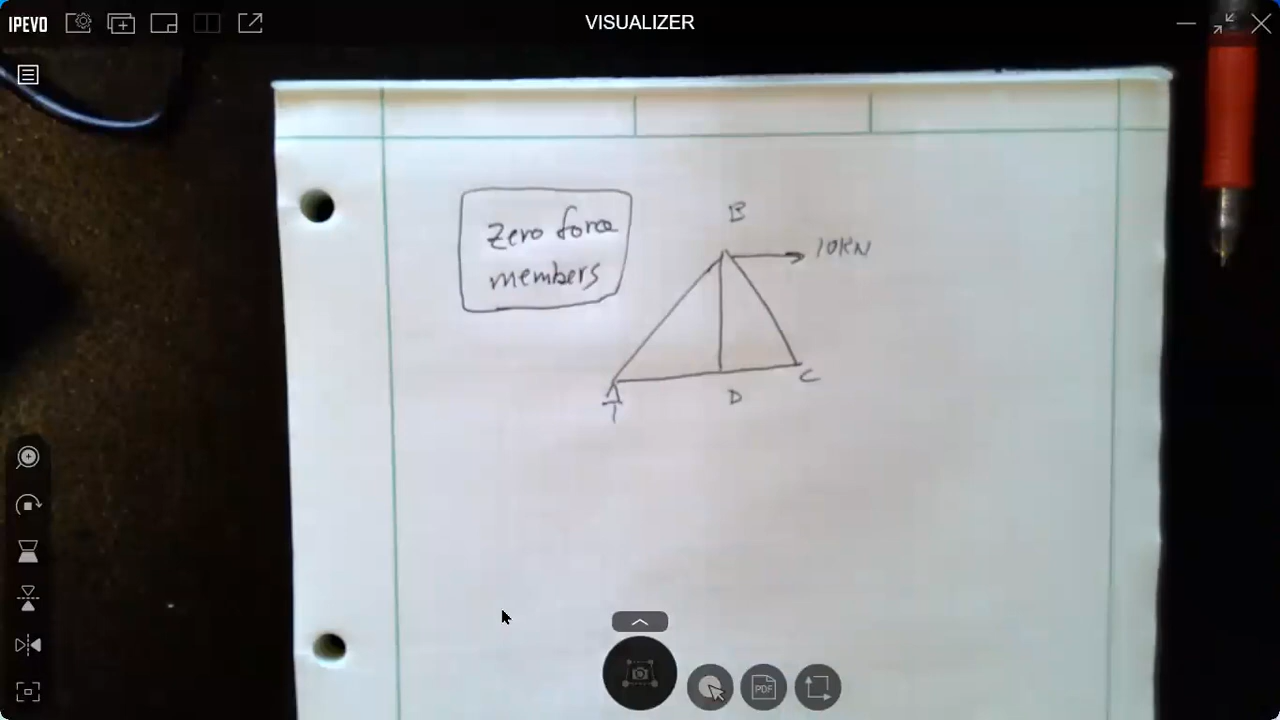 IPEVO
VISUALIZER
Zero force
members
B
10KN
A
D
C
PDF